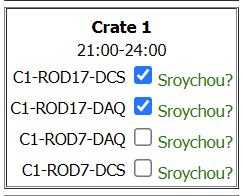 Crate 1
21:00-24:00
C1-ROD17-DCS Sroychou?
C1-ROD17-DAQ Sroychou?
C1-ROD7-DAQ Sroychou?
C1-ROD7-DCS Sroychou?